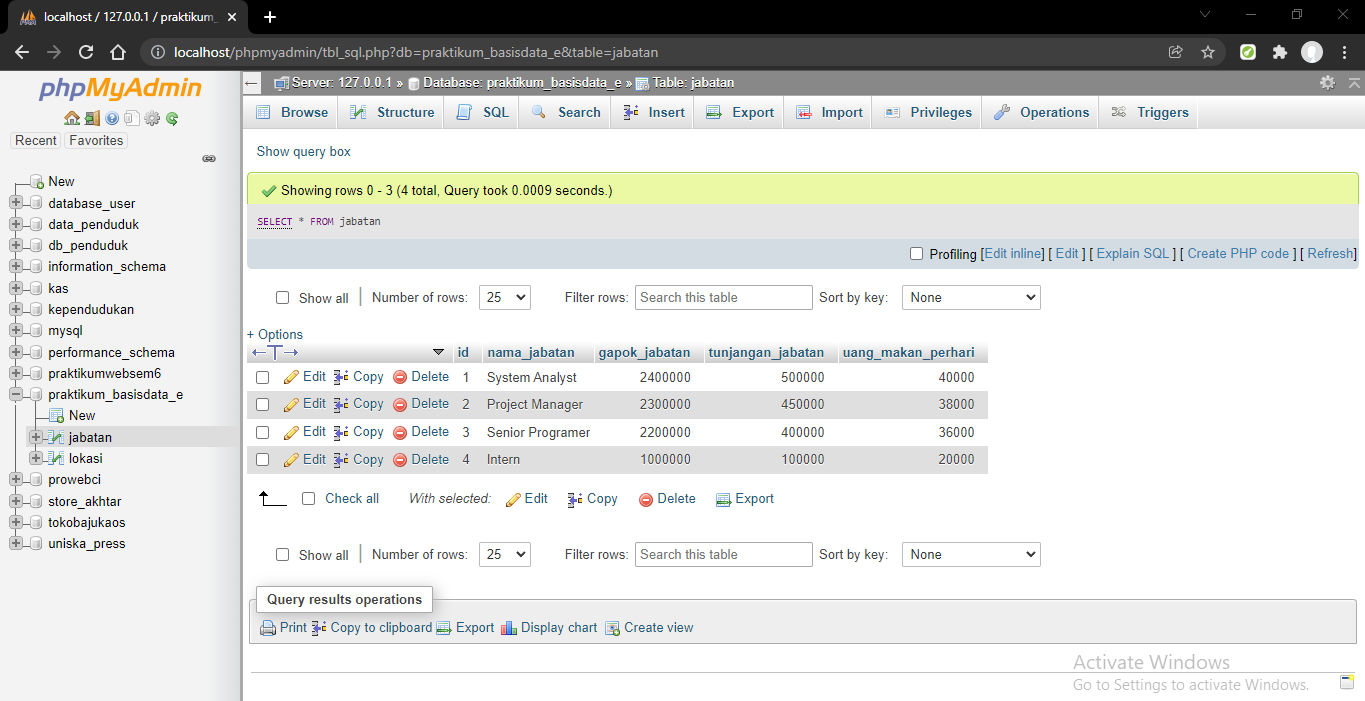 localhost / 127.0.0.1 / praktikum_
localhost/phpmyadmin/tbl_sql.php?db=praktikum_basisdata_e&table=jabatan
phpMyAdmin
Recent Favorites
New
database_user
data_penduduk
db_penduduk
information_schema
kas
kependudukan
mysql
performance_schema
praktikumwebsem6
praktikum_basisdata_e
New
jabatan
lokasi
prowebci
store_akhtar
tokobajukaos
uniska_press
Server: 127.0.0.1 » Database: praktikum_basisdata_e » Table: jabatan
Browse Structure SQL Search Insert Export Import Privileges Operations Triggers
Show query box
Showing rows 0 - 3 (4 total, Query took 0.0009 seconds.)
SELECT * FROM jabatan
Profiling [Edit inline] [ Edit ] [ Explain SQL ] [ Create PHP code ] [ Refresh]
Show all Number of rows: 25 Filter rows: Search this table Sort by key: None
+ Options
id nama_jabatan gapok_jabatan tunjangan_jabatan uang_makan_perhari
Edit Copy Delete 1 System Analyst 2400000 500000 40000
Edit Copy Delete 2 Project Manager 2300000 450000 38000
Edit Copy Delete 3 Senior Programer 2200000 400000 36000
Edit Copy Delete 4 Intern 1000000 100000 20000
Check all With selected: Edit Copy Delete Export
Show all Number of rows: 25 Filter rows: Search this table Sort by key: None
Query results operations
Print Copy to clipboard Export Display chart Create view
Activate Windows
Go to Settings to activate Windows.